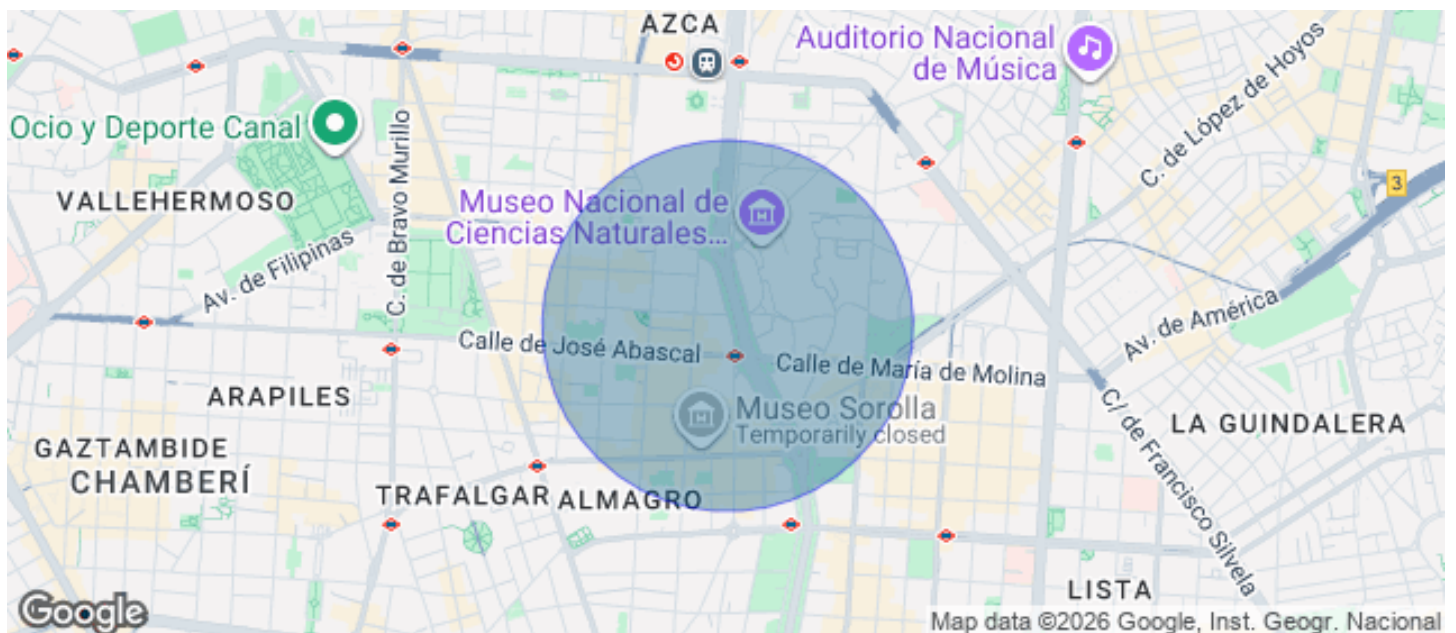 AZCA
Auditorio Nacional
de Música
C. de López de Hoyos
Ocio y Deporte Canal
C. de Bravo Murillo
3
VALLEHERMOSO
Museo Nacional de
Ciencias Naturales...
Av. de Filipinas
Av. de América
Calle de José Abascal
Calle de María de Molina
ARAPILES
Museo Sorolla
Temporarily closed
C/ de Francisco Silvela
LA GUINDALERA
GAZTAMBIDE
CHAMBERÍ
TRAFALGAR
ALMAGRO
LISTA
Google
Map data ©2026 Google, Inst. Geogr. Nacional